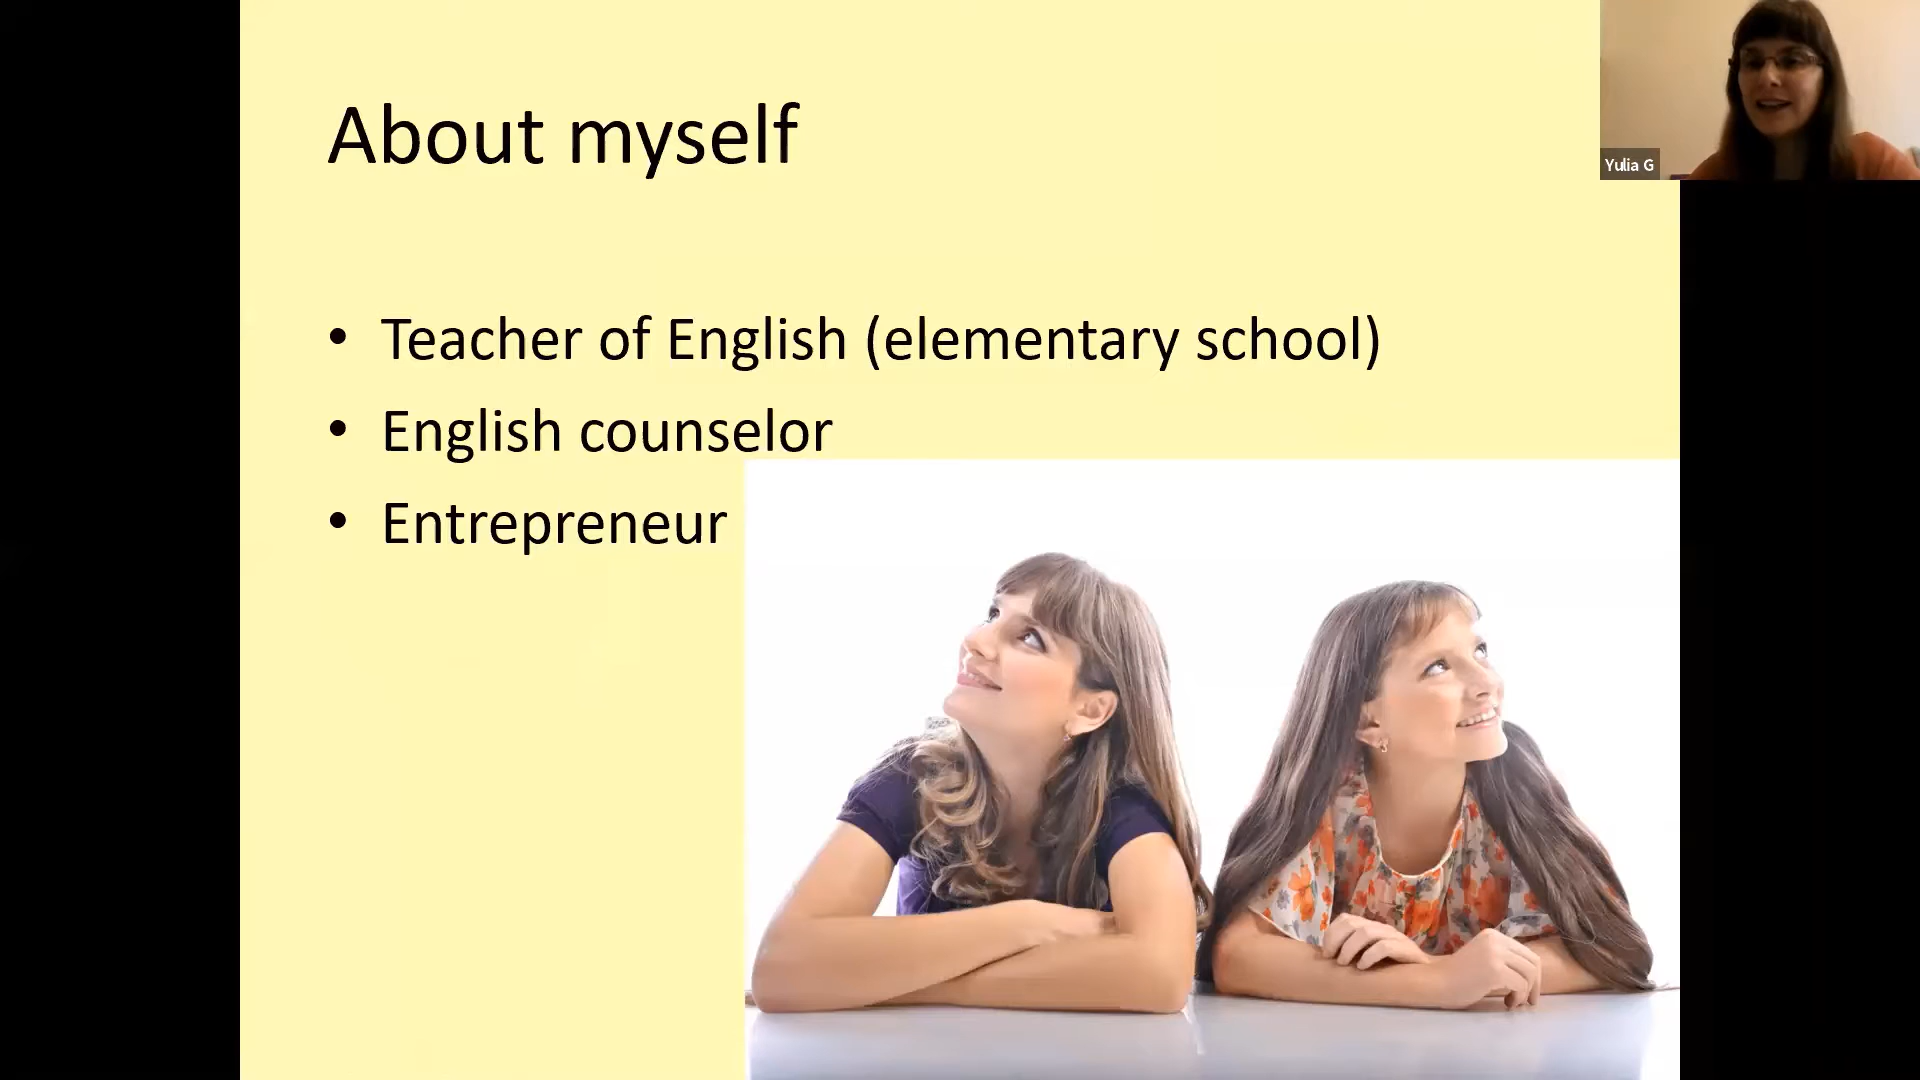 About myself
• Teacher of English (elementary school)
• English counselor
• Entrepreneur
Yulia G